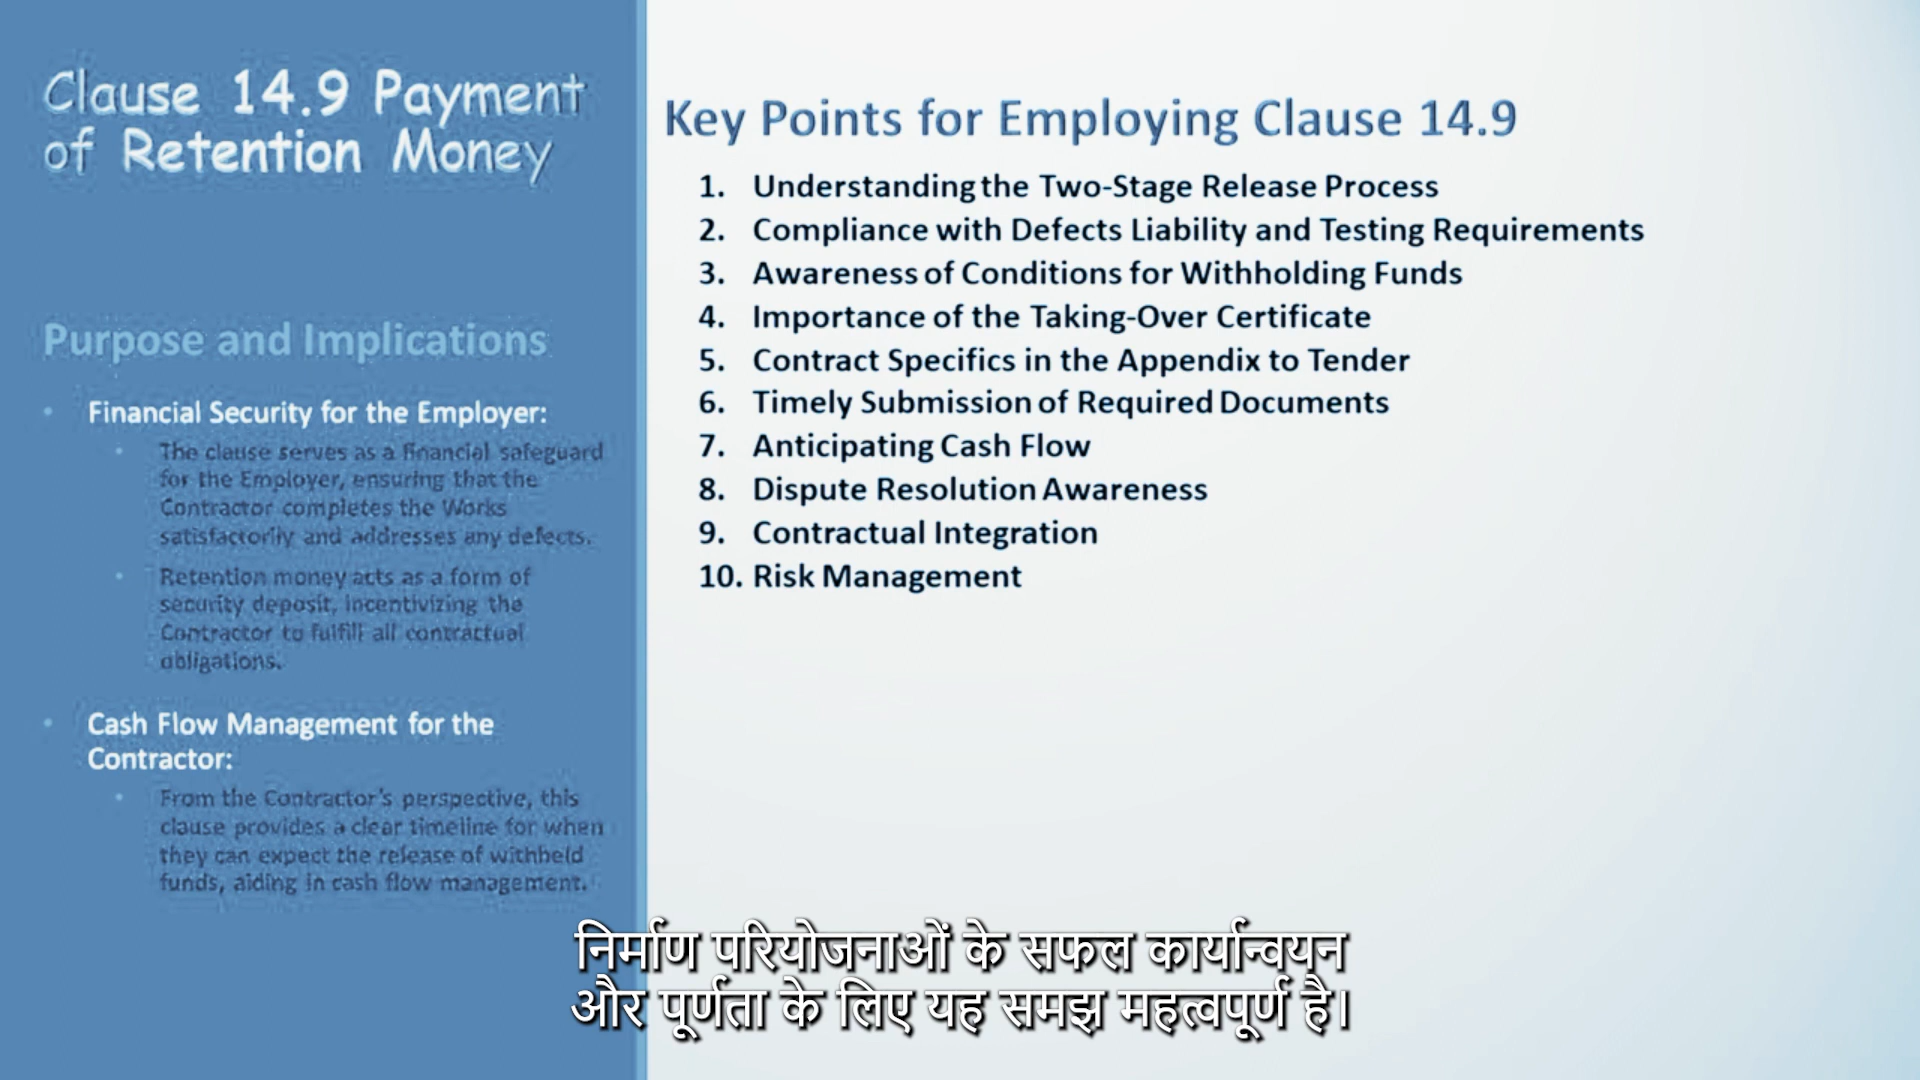 Clause 14.9 Payment
of Retention Money
Purpose and Implications
• Financial Security for the Employer:
• The clause serves as a financial safeguard
for the Employer, ensuring that the
Contractor completes the Works
satisfactorily and addresses any defects.
• Retention money acts as a form of
security deposit, incentivizing the
Contractor to fulfill all contractual
obligations.
• Cash Flow Management for the
Contractor:
• From the Contractor's perspective, this
clause provides a clear timeline for when
they can expect the release of withheld
funds, aiding in cash flow management.
Key Points for Employing Clause 14.9
1. Understanding the Two-Stage Release Process
2. Compliance with Defects Liability and Testing Requirements
3. Awareness of Conditions for Withholding Funds
4. Importance of the Taking-Over Certificate
5. Contract Specifics in the Appendix to Tender
6. Timely Submission of Required Documents
7. Anticipating Cash Flow
8. Dispute Resolution Awareness
9. Contractual Integration
10. Risk Management
निर्माण परियोजनाओं के सफल कार्यान्वयन
और पूर्णता के लिए यह समझ महत्वपूर्ण है।